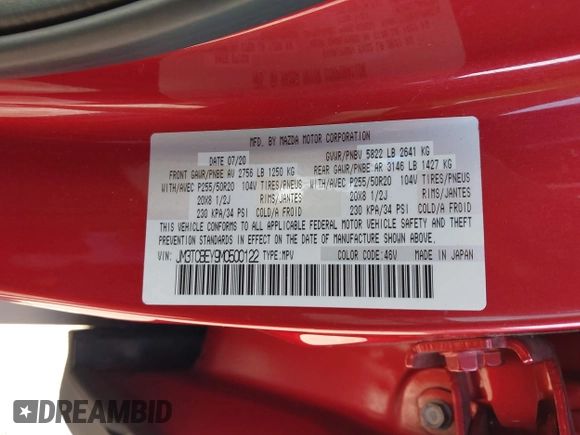 MFD. BY MAZDA MOTOR CORPORATION
DATE 07/20 GVWR/PNBV 5822 LB 2641 KG
FRONT GAWR/PNBE AV 2756 LB 1250 KG REAR GAWR/PNBE AR 3146 LB 1427 KG
WITH/AVEC P255/50R20 104V TIRES/PNEUS WITH/AVEC P255/50R20 104V TIRES/PNEUS
20X8 1/2J RIMS/JANTES 20X8 1/2J RIMS/JANTES
230 KPA/34 PSI COLD/A FROID 230 KPA/34 PSI COLD/A FROID
THIS VEHICLE CONFORMS TO ALL APPLICABLE FEDERAL MOTOR VEHICLE SAFETY AND THEFT
PREVENTION STANDARDS IN EFFECT ON THE DATE OF MANUFACTURE SHOWN ABOVE.
VIN: JM3TCBEY9M0500122 TYPE:MPV COLOR CODE:46V MADE IN JAPAN
DREAMBID